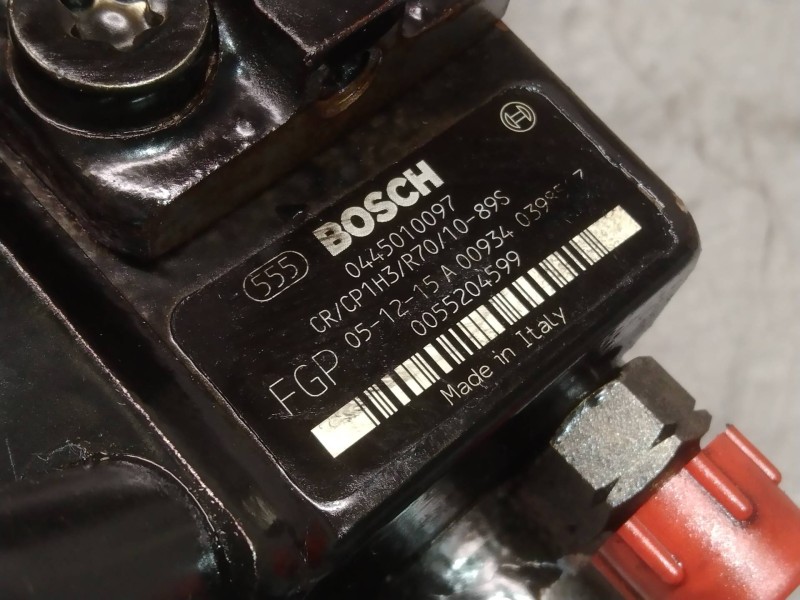 555 BOSCH
0445010097
CR/CP1H3/R70/10-89S
FGP 05-12-15 A 00934
0055204599
Made in Italy